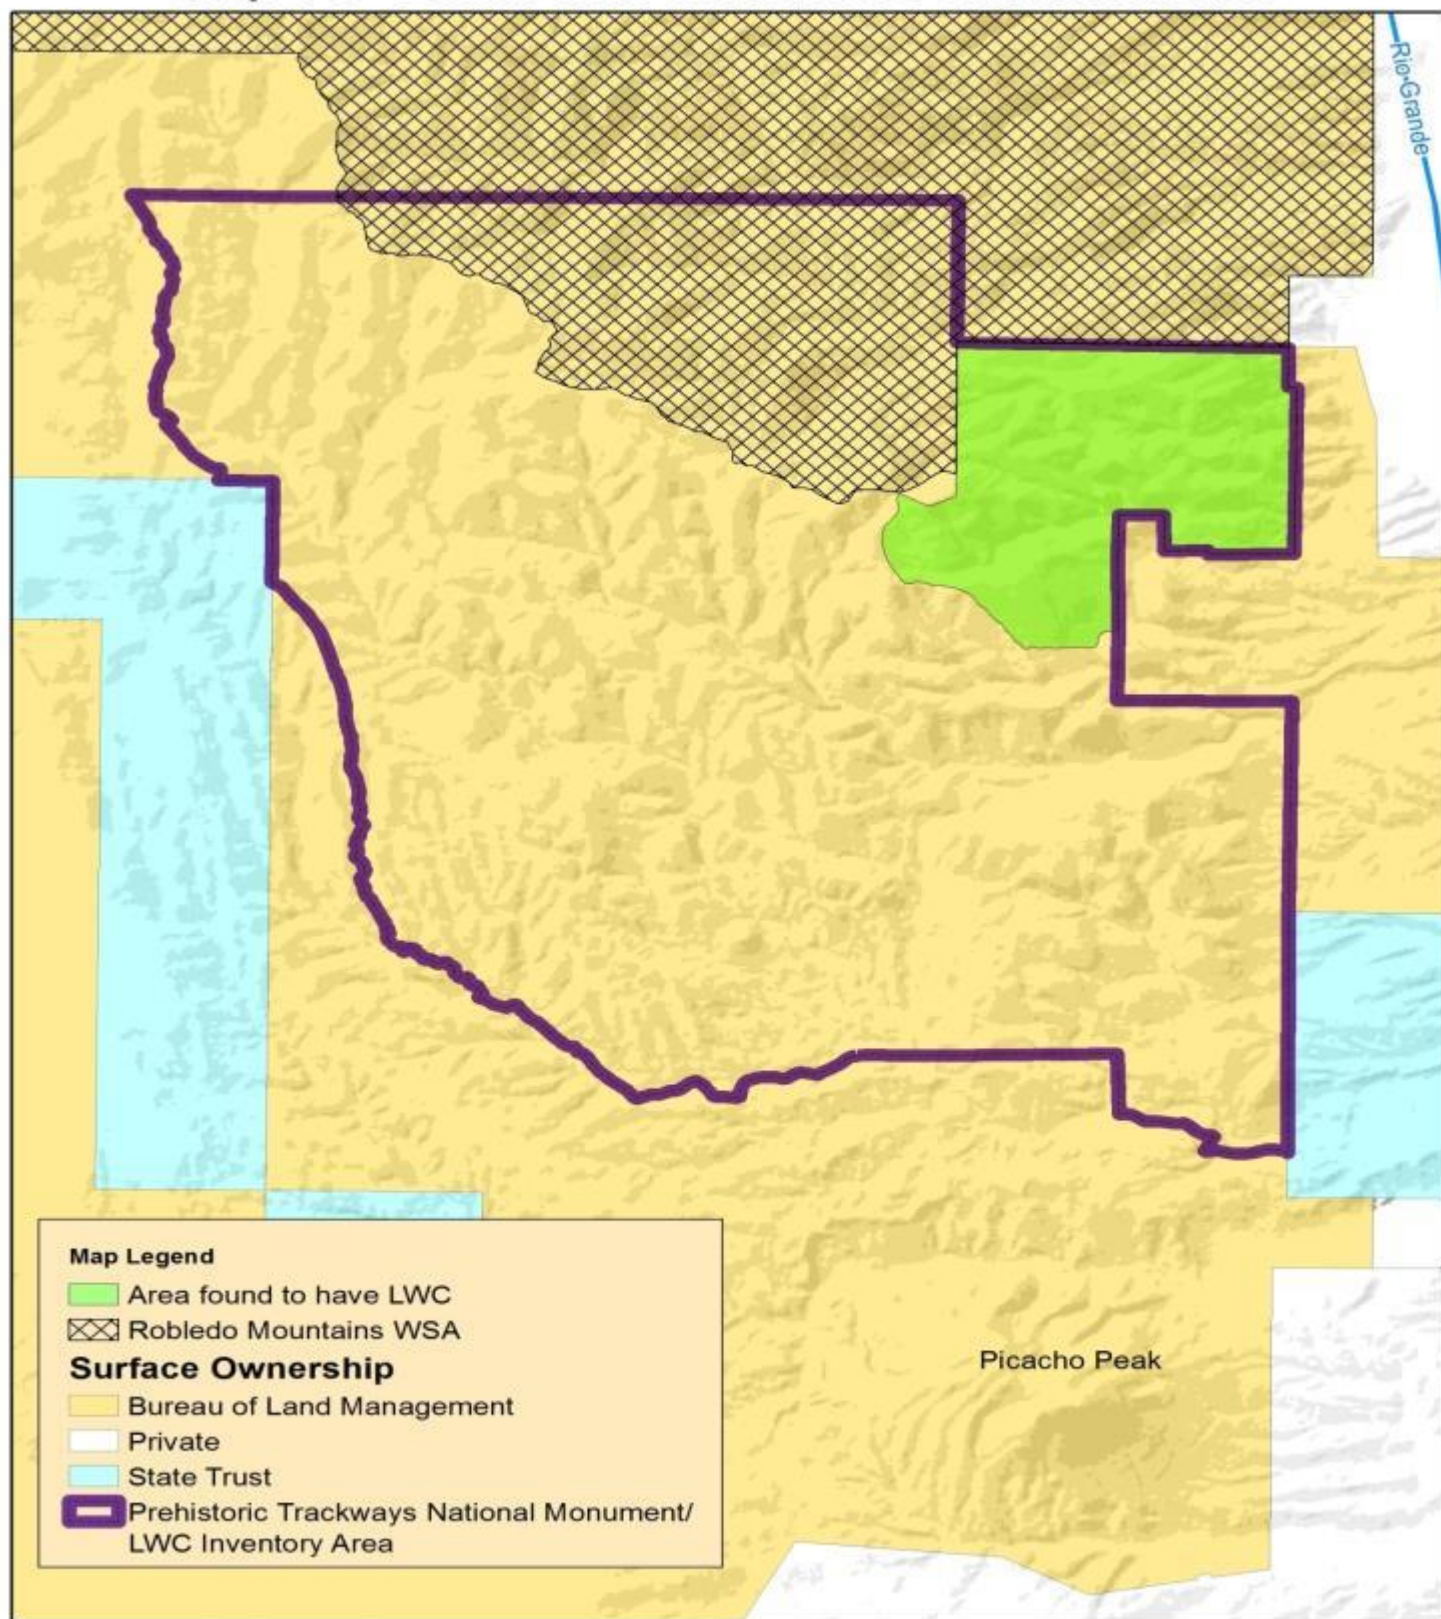 Rio Grande
Picacho Peak
Map Legend
Area found to have LWC
Robledo Mountains WSA
Surface Ownership
Bureau of Land Management
Private
State Trust
Prehistoric Trackways National Monument/
LWC Inventory Area